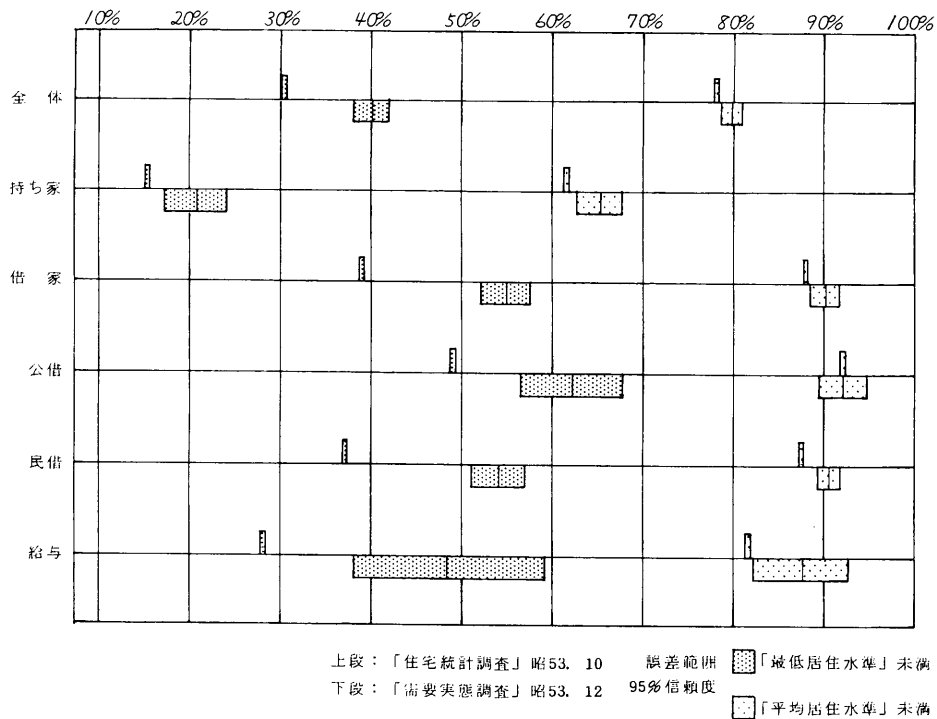 10% 20% 30% 40% 50% 60% 70% 80% 90% 100%
全体
持ち家
借家
公借
民借
給与
上段：「住宅統計調査」昭53. 10 誤差範囲 「最低居住水準」未満
下段：「需要実態調査」昭53. 12 95%信頼度
「平均居住水準」未満